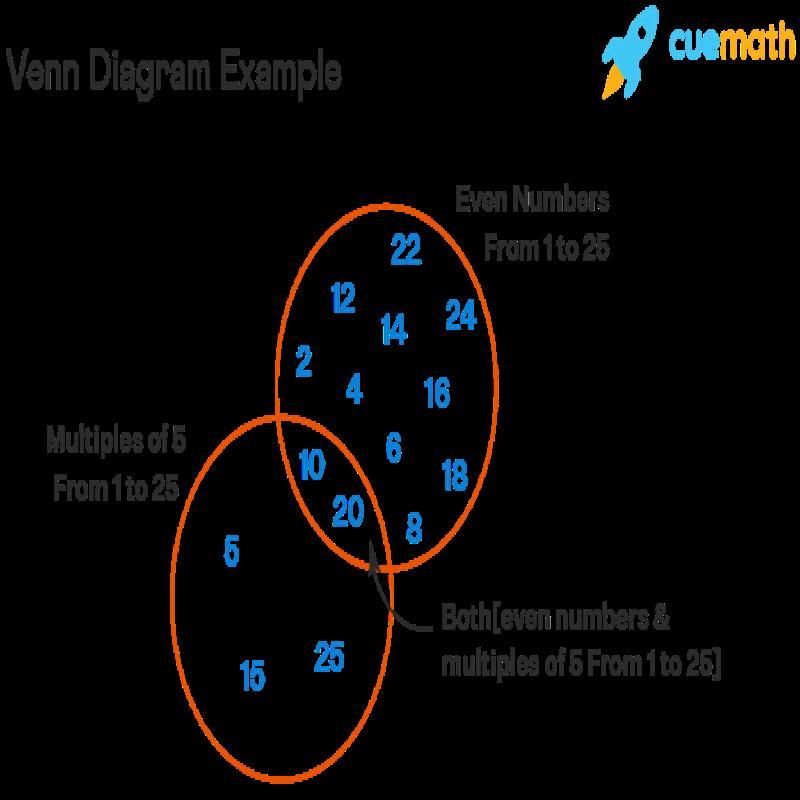 cuemath
Venn Diagram Example
Even Numbers
From 1 to 25
22
12
24
14
2
4
16
Multiples of 5
From 1 to 25
6
10
18
20
8
5
Both[even numbers &
multiples of 5 From 1 to 25]
25
15